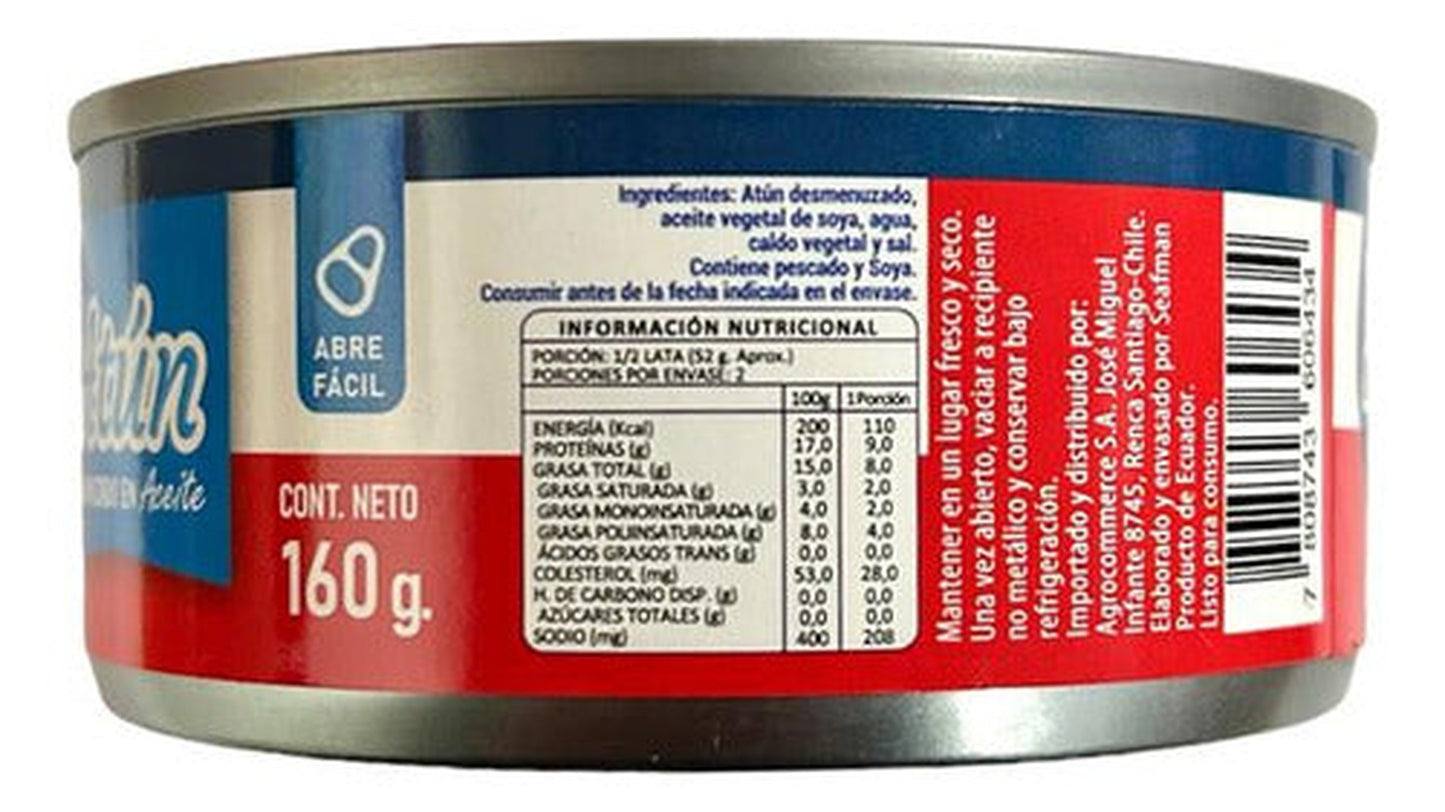 Atún
EN Aceite
ABRE
FÁCIL
CONT. NETO
160 g.
Ingredientes: Atún desmenuzado,
aceite vegetal de soya, agua,
caldo vegetal y sal.
Contiene pescado y Soya.
Consumir antes de la fecha indicada en el envase.
INFORMACIÓN NUTRICIONAL
PORCIÓN: 1/2 LATA (52 g. Aprox.)
PORCIONES POR ENVASE: 2
100g 1Porción
ENERGÍA (Kcal) 200 110
PROTEÍNAS (g) 17,0 9,0
GRASA TOTAL (g) 15,0 8,0
GRASA SATURADA (g) 3,0 2,0
GRASA MONOINSATURADA (g) 4,0 2,0
GRASA POLIINSATURADA (g) 8,0 4,0
ÁCIDOS GRASOS TRANS (g) 0,0 0,0
COLESTEROL (mg) 53,0 28,0
H. DE CARBONO DISP. (g) 0,0 0,0
AZÚCARES TOTALES (g) 0,0 0,0
SODIO (mg) 400 208
Mantener en un lugar fresco y seco.
Una vez abierto, vaciar a recipiente
no metálico y conservar bajo
refrigeración.
Importado y distribuido por:
Agrocommerce S.A. José Miguel
Infante 8745, Renca Santiago-Chile.
Elaborado y envasado por Seafman
Producto de Ecuador.
Listo para consumo.
7 808743 606434